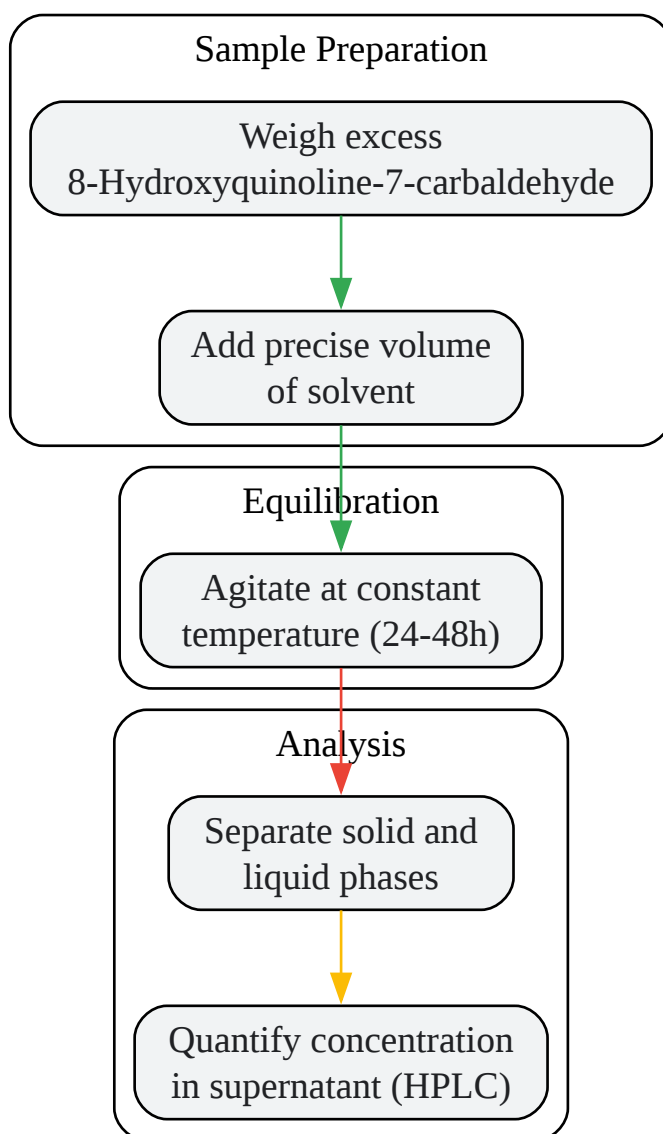 Sample Preparation
Weigh excess
8-Hydroxyquinoline-7-carbaldehyde
Add precise volume
of solvent
Equilibration
Agitate at constant
temperature (24-48h)
Analysis
Separate solid and
liquid phases
Quantify concentration
in supernatant (HPLC)